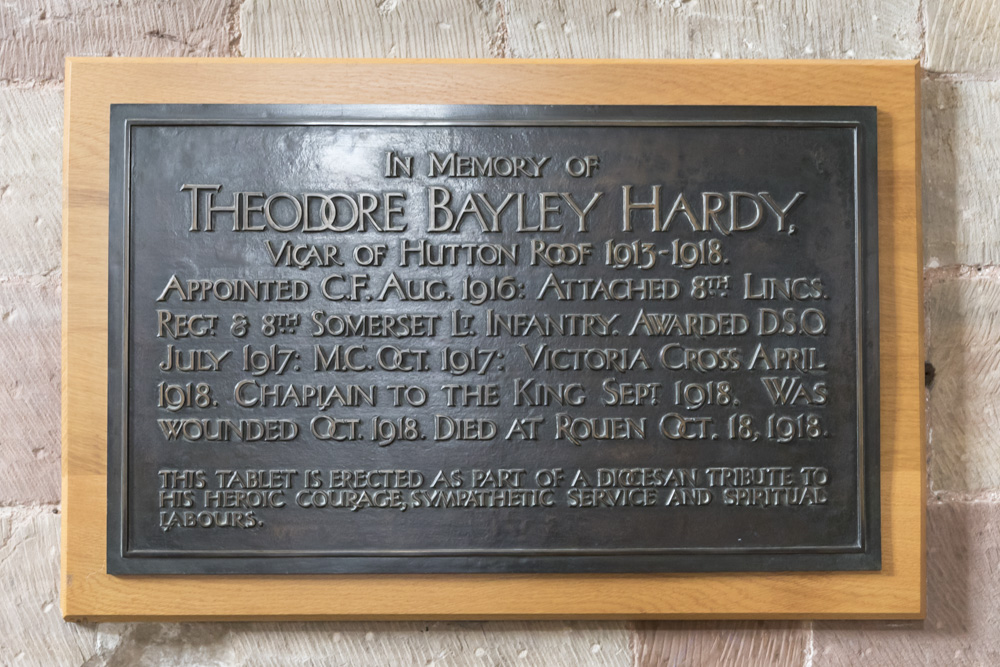 IN MEMORY OF
THEODORE BAYLEY HARDY,
VICAR OF HUTTON ROOF 1913-1918.
APPOINTED C.F. AUG. 1916: ATTACHED 8TH LINCS.
REGT & 8TH SOMERSET LT. INFANTRY. AWARDED D.S.O.
JULY 1917: M.C. OCT. 1917: VICTORIA CROSS APRIL
1918. CHAPLAIN TO THE KING SEPT 1918. WAS
WOUNDED OCT. 1918. DIED AT ROUEN OCT. 18, 1918.
THIS TABLET IS ERECTED AS PART OF A DIOCESAN TRIBUTE TO
HIS HEROIC COURAGE, SYMPATHETIC SERVICE AND SPIRITUAL
LABOURS.